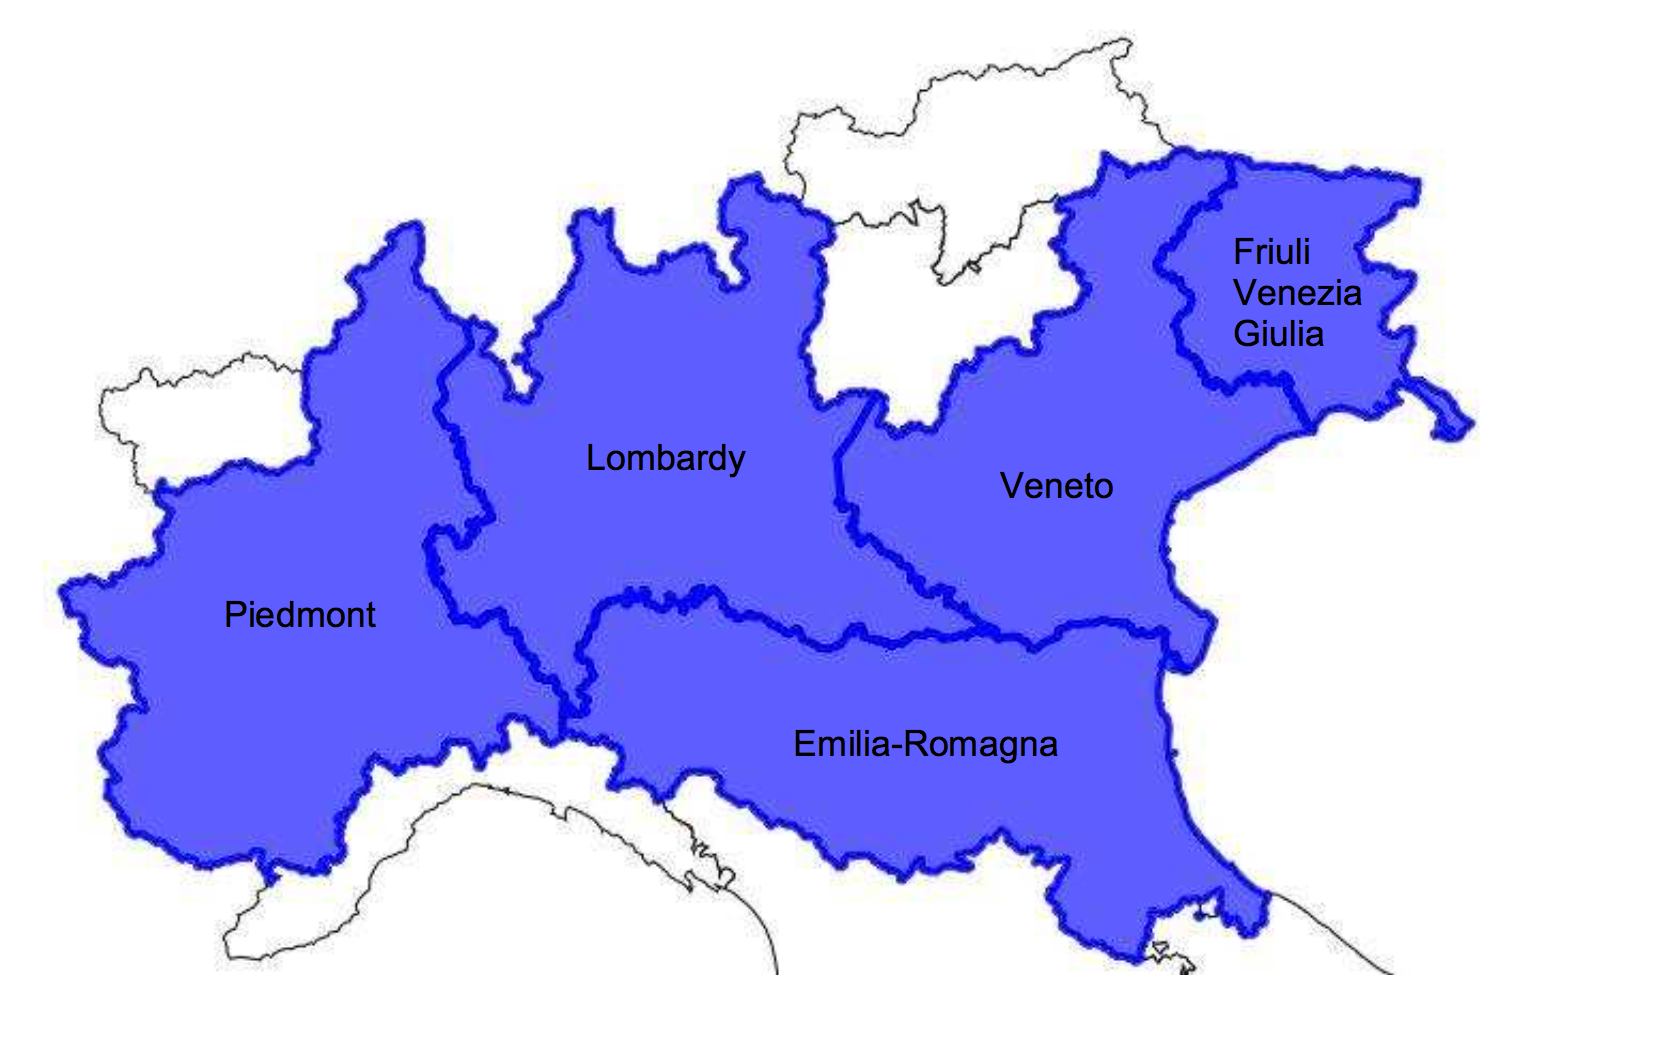 Friuli
Venezia
Giulia
Lombardy
Veneto
Piedmont
Emilia-Romagna